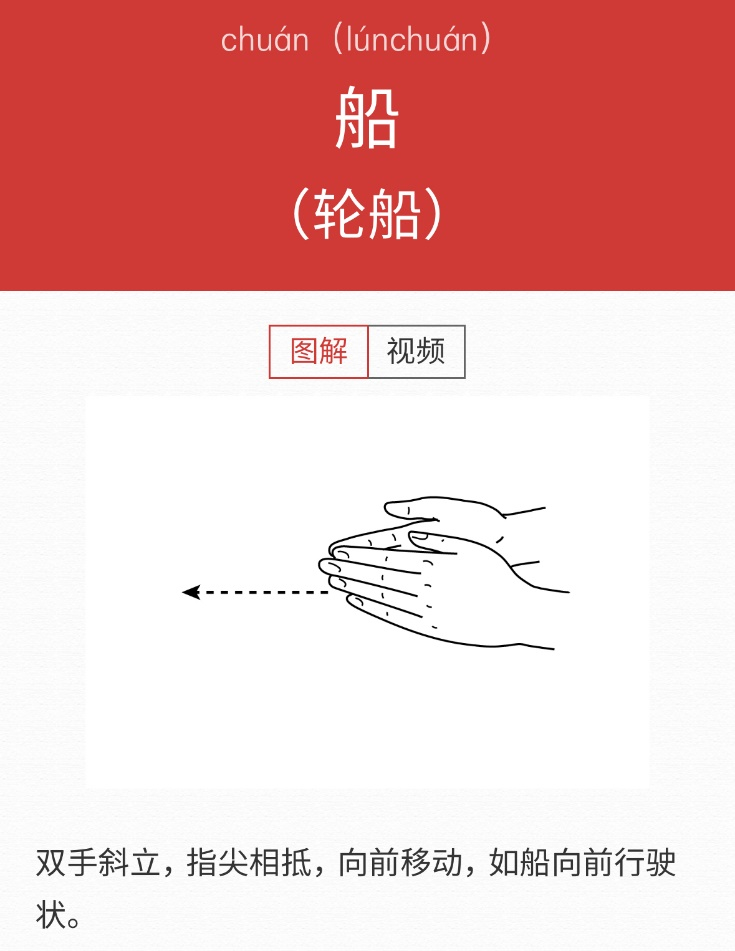 chuán（lúnchuán）
船
（轮船）
图解 视频
双手斜立，指尖相抵，向前移动，如船向前行驶
状。